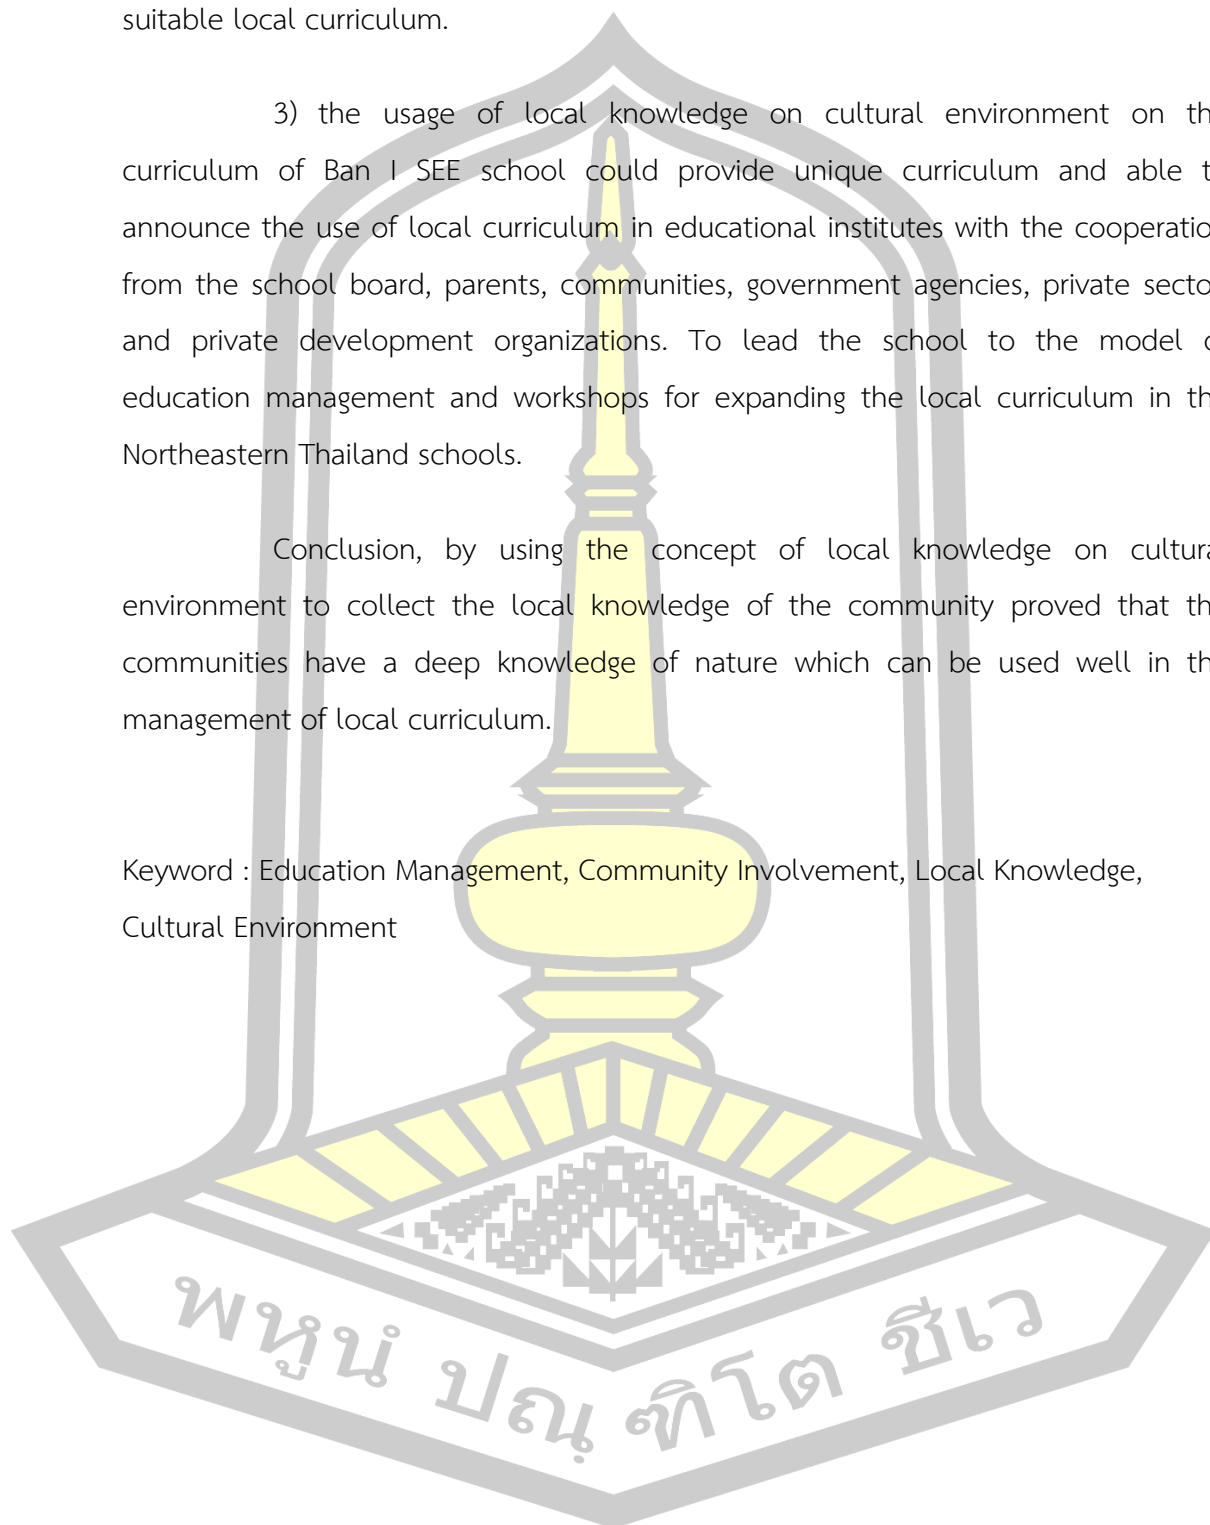 suitable local curriculum.
3) the usage of local knowledge on cultural environment on th
curriculum of Ban I SEE school could provide unique curriculum and able t
announce the use of local curriculum in educational institutes with the cooperatio
from the school board, parents, communities, government agencies, private secto
and private development organizations. To lead the school to the model
education management and workshops for expanding the local curriculum in th
Northeastern Thailand schools.
Conclusion, by using the concept of local knowledge on cultura
environment to collect the local knowledge of the community proved that th
communities have a deep knowledge of nature which can be used well in th
management of local curriculum.
Keyword : Education Management, Community Involvement, Local Knowledge,
Cultural Environment
พหูนํ ปณฺฑิโต ชีเว